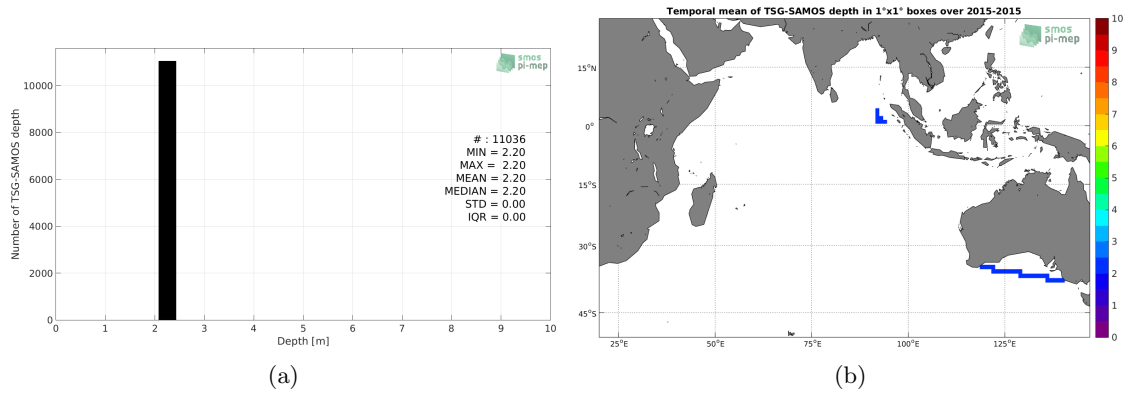 smos
pi-mep
10000
8000
6000
4000
2000
0
Number of TSG-SAMOS depth
# : 11036
MIN = 2.20
MAX = 2.20
MEAN = 2.20
MEDIAN = 2.20
STD = 0.00
IQR = 0.00
0 1 2 3 4 5 6 7 8 9 10
Depth [m]
(a)
Temporal mean of TSG-SAMOS depth in 1°x1° boxes over 2015-2015
smos
pi-mep
15°N
0°
15°S
30°S
45°S
25°E 50°E 75°E 100°E 125°E
10
9
8
7
6
5
4
3
2
1
0
(b)